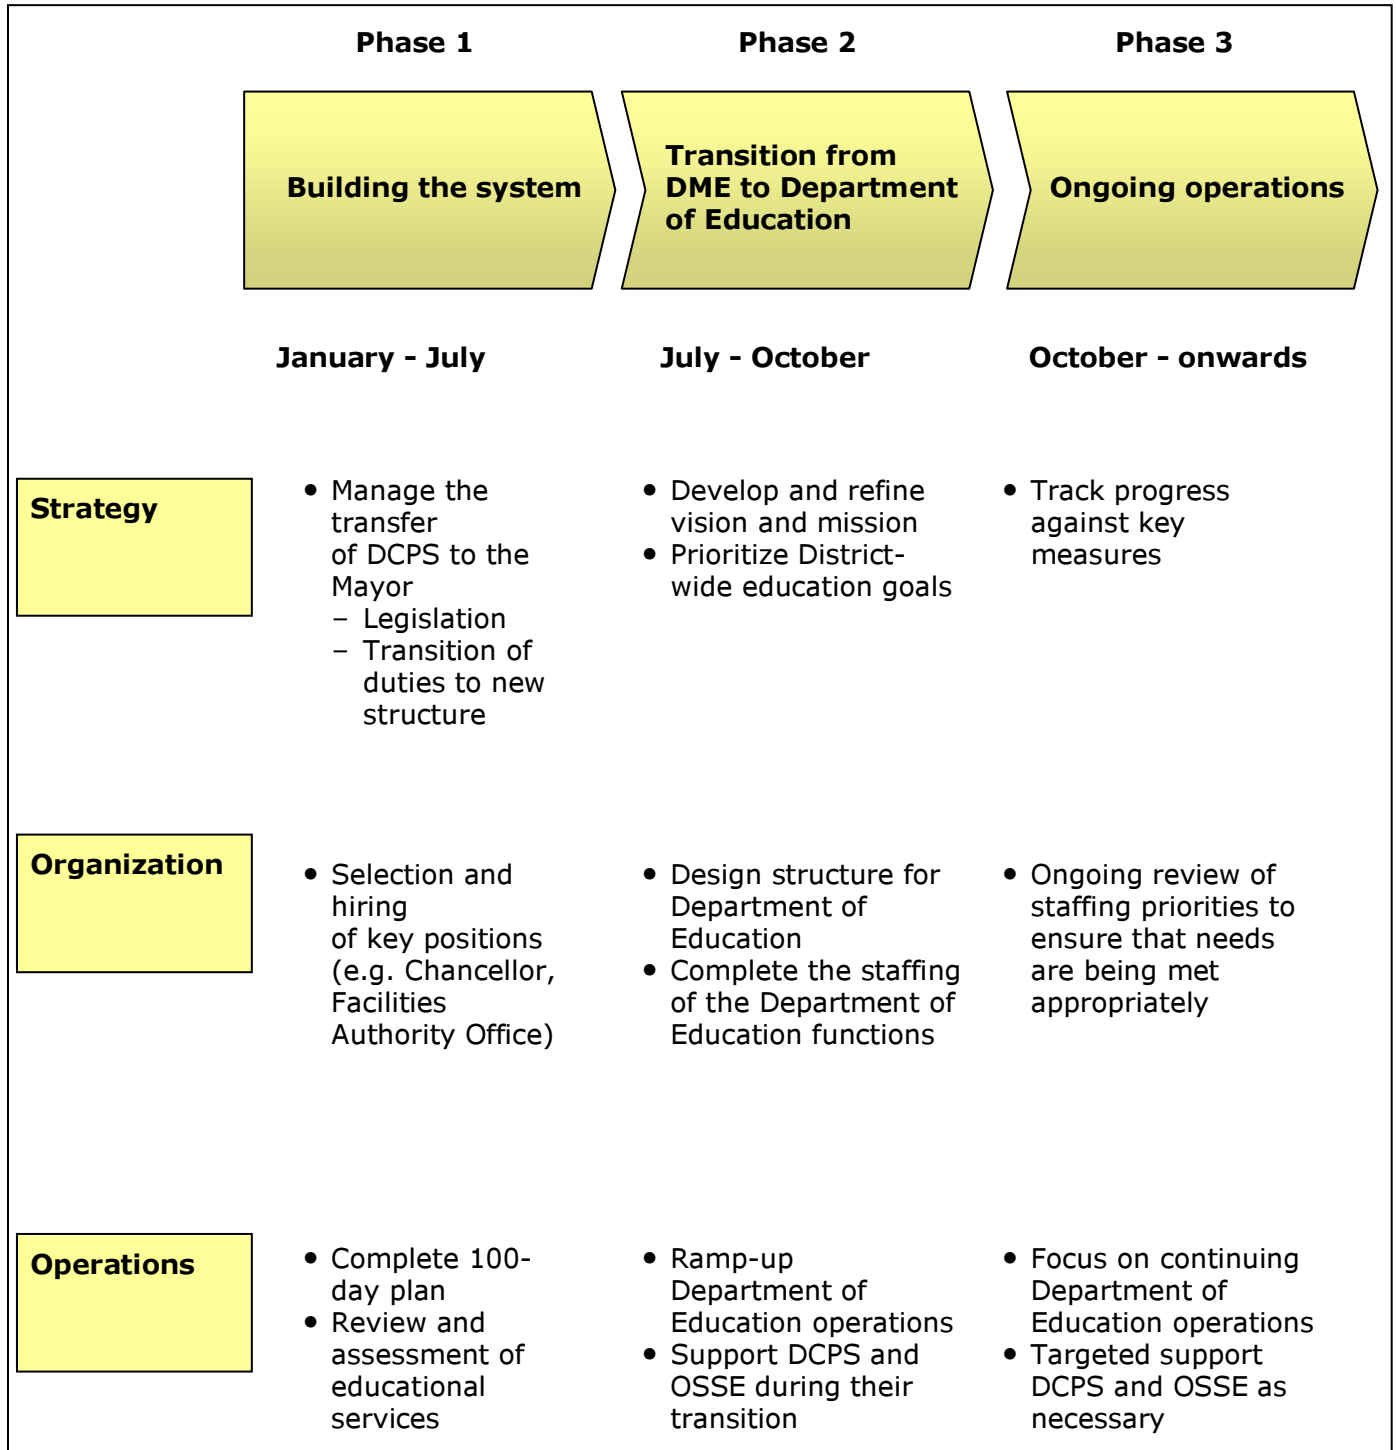 Phase 1
Phase 2
Phase 3
Building the system
Transition from
DME to Department
of Education
Ongoing operations
January - July
July - October
October - onwards
Strategy
• Manage the
transfer
of DCPS to the
Mayor
– Legislation
– Transition of
duties to new
structure
• Develop and refine
vision and mission
• Prioritize District-
wide education goals
• Track progress
against key
measures
Organization
• Selection and
hiring
of key positions
(e.g. Chancellor,
Facilities
Authority Office)
• Design structure for
Department of
Education
• Complete the staffing
of the Department of
Education functions
• Ongoing review of
staffing priorities to
ensure that needs
are being met
appropriately
Operations
• Complete 100-
day plan
• Review and
assessment of
educational
services
• Ramp-up
Department of
Education operations
• Support DCPS and
OSSE during their
transition
• Focus on continuing
Department of
Education operations
• Targeted support
DCPS and OSSE as
necessary